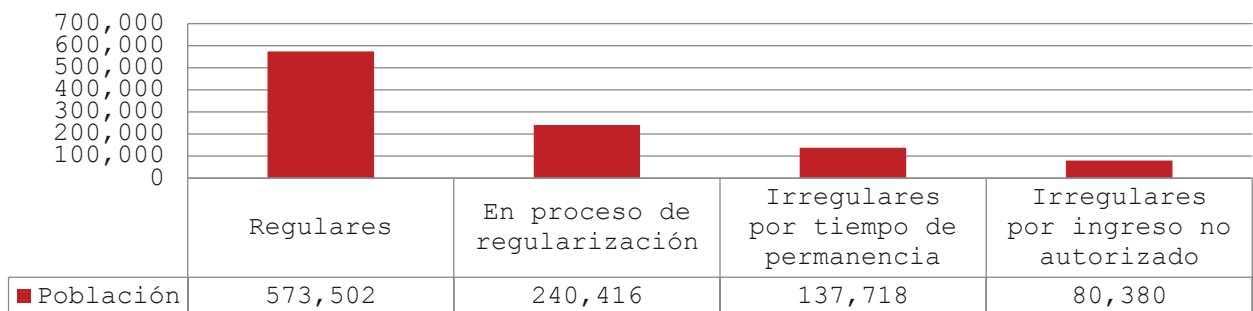 700,000
600,000
500,000
400,000
300,000
200,000
100,000
0
Regulares
En proceso de
regularización
Irregulares
por tiempo de
permanencia
Irregulares
por ingreso no
autorizado
Población 573,502 240,416 137,718 80,380